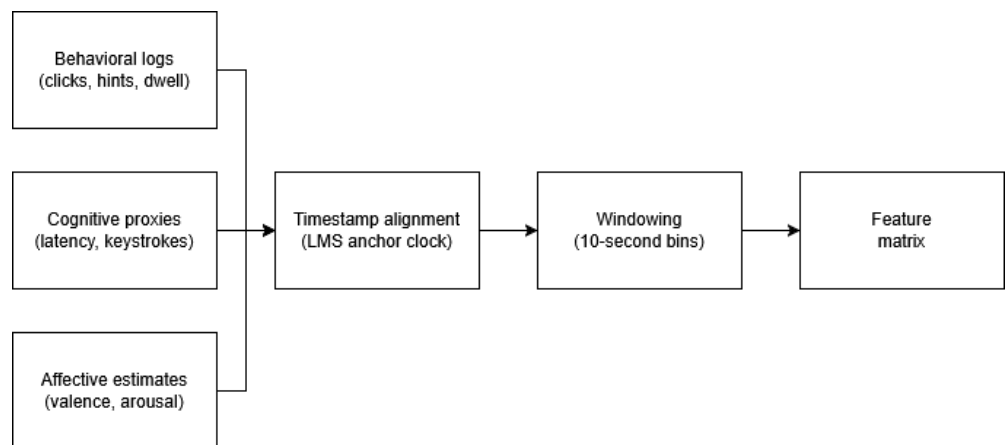 Behavioral logs
(clicks, hints, dwell)
Cognitive proxies
(latency, keystrokes)
Timestamp alignment
(LMS anchor clock)
Windowing
(10-second bins)
Feature
matrix
Affective estimates
(valence, arousal)